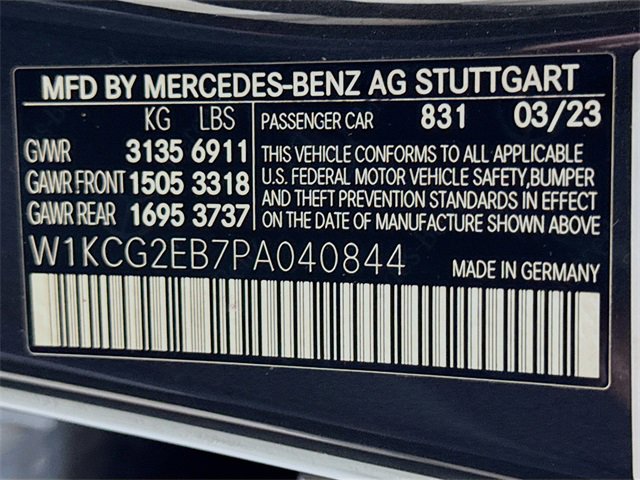 MFD BY MERCEDES-BENZ AG STUTTGART
KG LBS
GVWR 3135 6911
GAWR FRONT 1505 3318
GAWR REAR 1695 3737
PASSENGER CAR 831 03/23
THIS VEHICLE CONFORMS TO ALL APPLICABLE
U.S. FEDERAL MOTOR VEHICLE SAFETY,BUMPER
AND THEFT PREVENTION STANDARDS IN EFFECT
ON THE DATE OF MANUFACTURE SHOWN ABOVE
W1KCG2EB7PA040844
MADE IN GERMANY